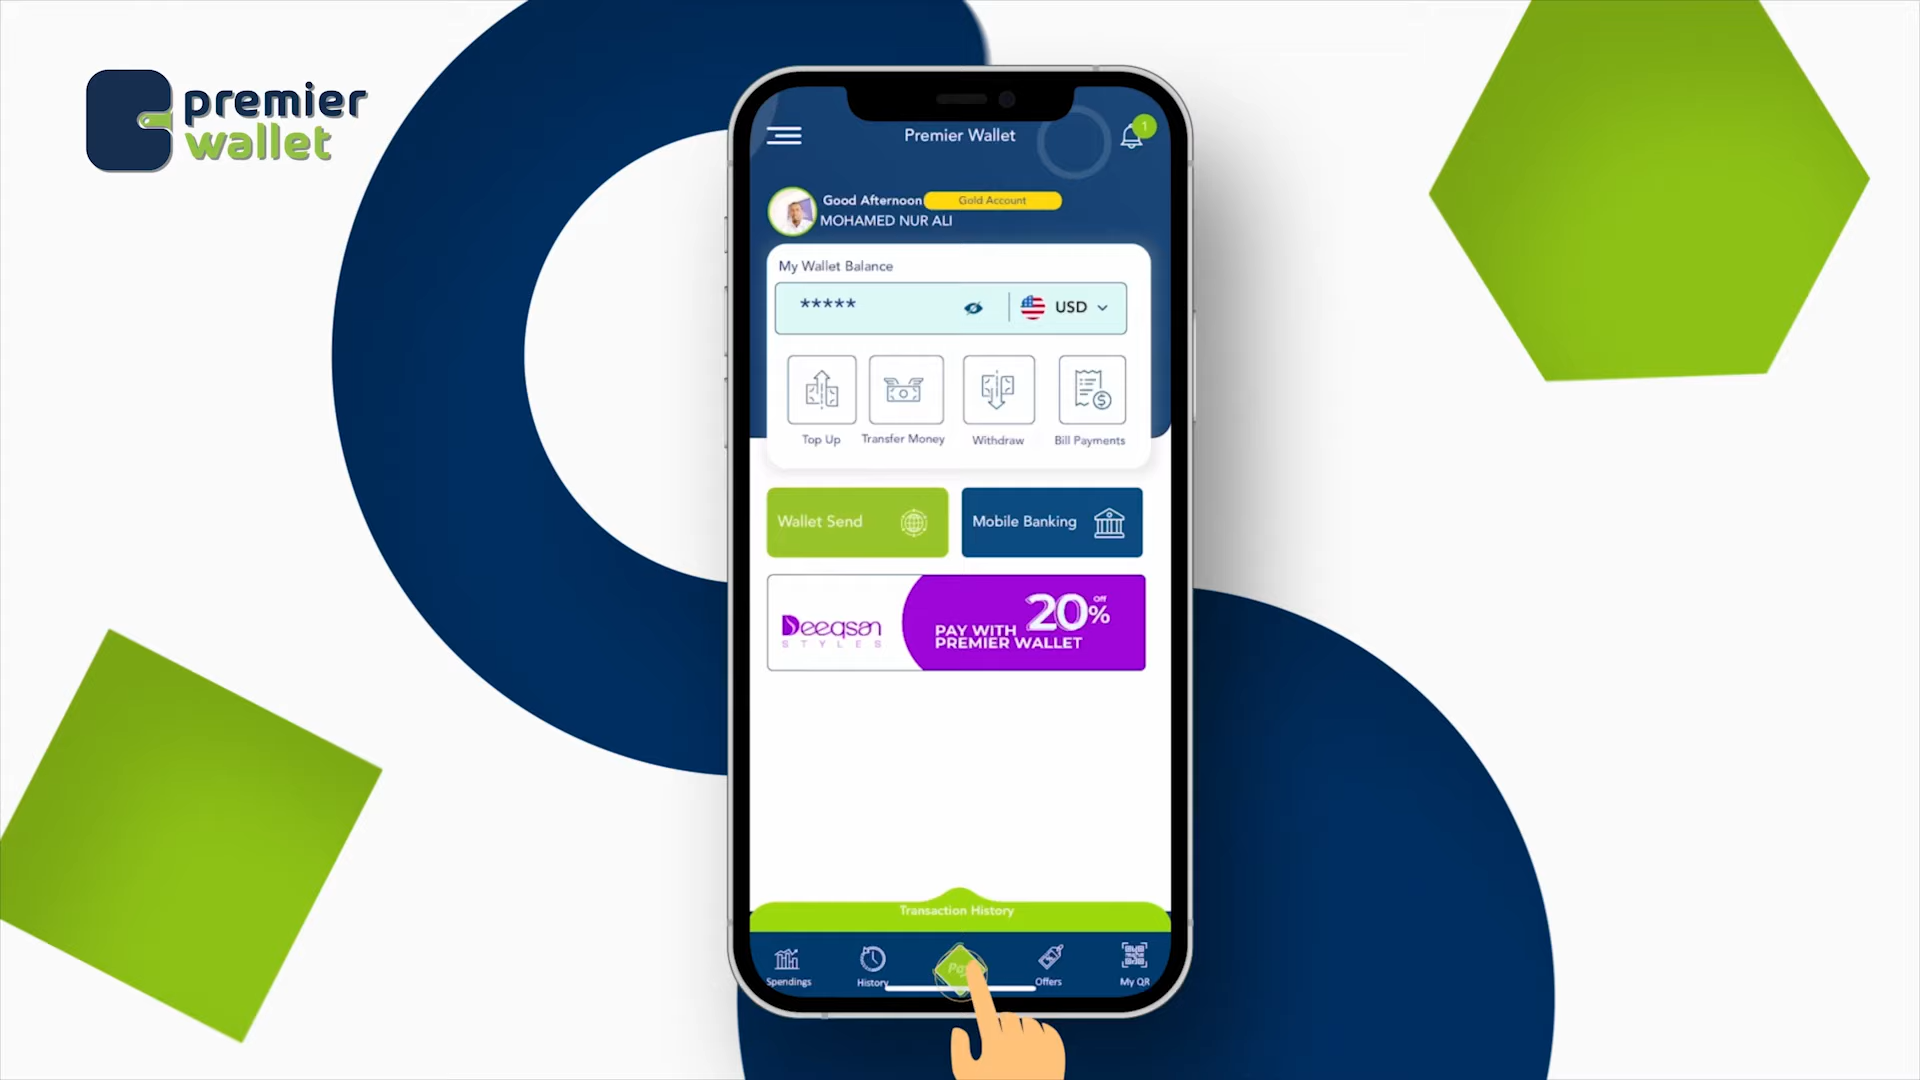 premier
wallet
Premier Wallet
1
Good Afternoon
Gold Account
MOHAMED NUR ALI
My Wallet Balance
*****
USD
Top Up
Transfer Money
Withdraw
Bill Payments
Wallet Send
Mobile Banking
Deeqsan
STYLES
20% Off
PAY WITH
PREMIER WALLET
Transaction History
Pay
Spendings
History
Offers
My QR